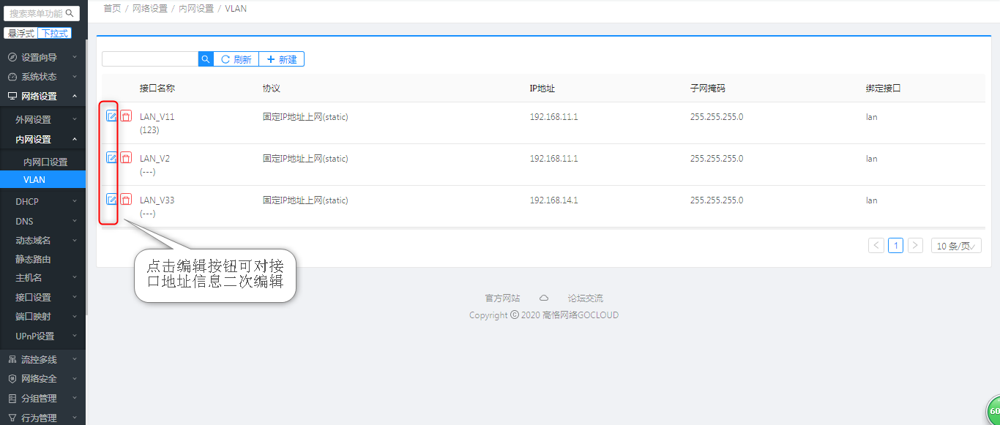 首页 / 网络设置 / 内网设置 / VLAN
搜索菜单功能
悬浮式 下拉式
设置向导
系统状态
网络设置
外网设置
内网设置
内网口设置
VLAN
DHCP
DNS
动态域名
静态路由
主机名
接口设置
端口映射
UPnP设置
流控多线
网络安全
分组管理
行为管理
刷新 新建
接口名称 协议 IP地址 子网掩码 绑定接口
LAN_V11 固定IP地址上网(static) 192.168.11.1 255.255.255.0 lan
(123)
LAN_V2 固定IP地址上网(static) 192.168.11.1 255.255.255.0 lan
(---)
LAN_V33 固定IP地址上网(static) 192.168.14.1 255.255.255.0 lan
(---)
< 1 > 10 条/页
点击编辑按钮可对接
口地址信息二次编辑
官方网站 论坛交流
Copyright © 2020 高恪网络GOCLOUD